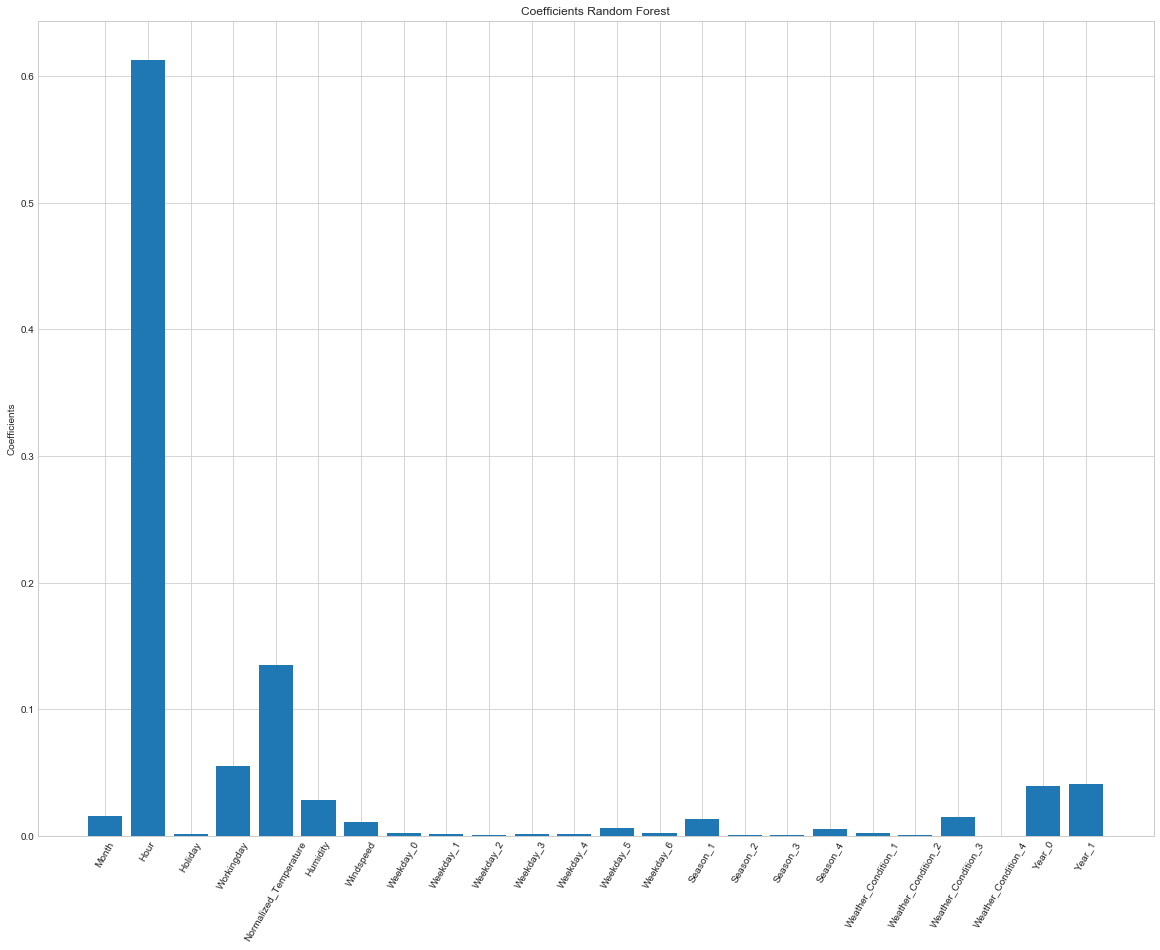 Coefficients Random Forest
Coefficients
0.6
0.5
0.4
0.3
0.2
0.1
0.0
Month
Hour
Holiday
Workingday
Normalized_Temperature
Humidity
Windspeed
Weekday_0
Weekday_1
Weekday_2
Weekday_3
Weekday_4
Weekday_5
Weekday_6
Season_1
Season_2
Season_3
Season_4
Weather_Condition_1
Weather_Condition_2
Weather_Condition_3
Weather_Condition_4
Year_0
Year_1